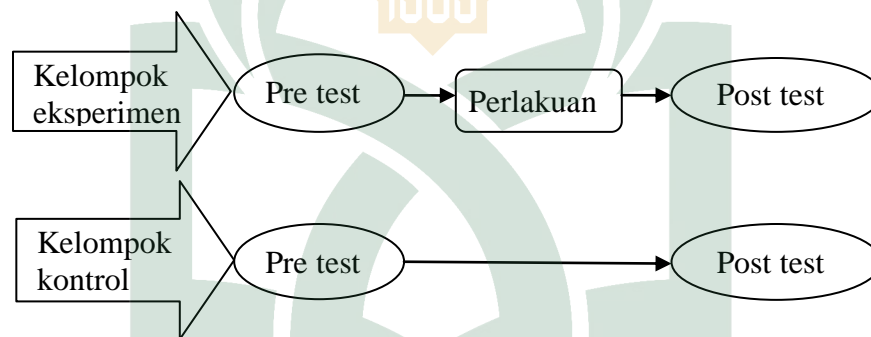 Kelompok
eksperimen
Pre test
Perlakuan
Post test
Kelompok
kontrol
Pre test
Post test